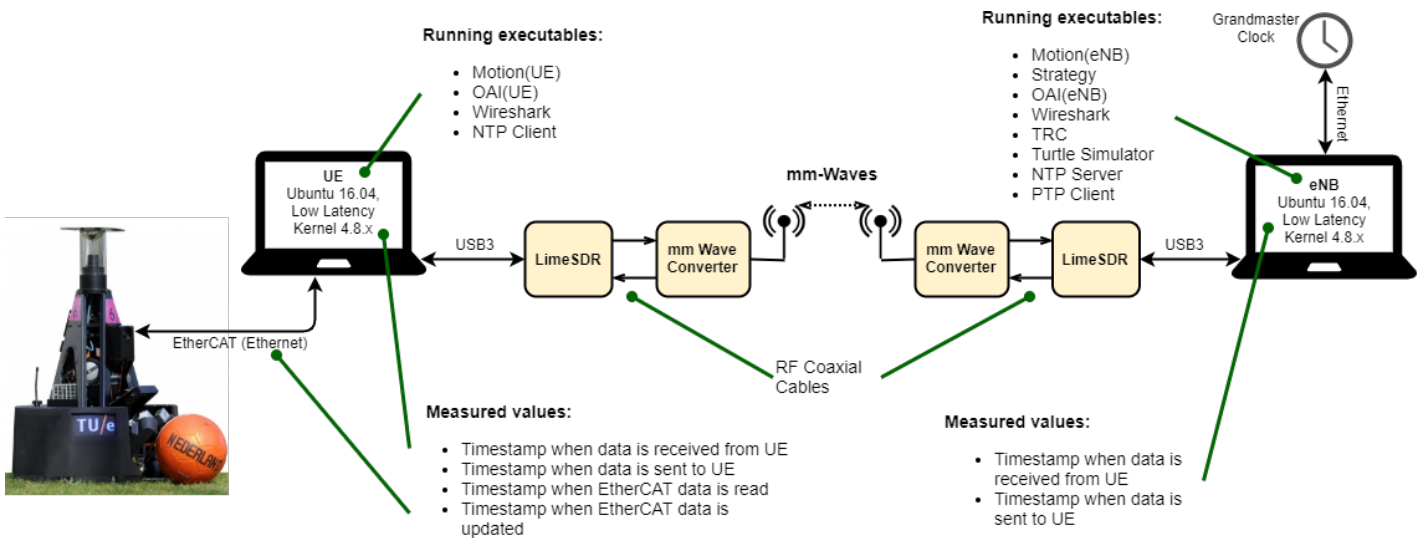 Running executables:
• Motion(UE)
• OAI(UE)
• Wireshark
• NTP Client
Running executables:
• Motion(eNB)
• Strategy
• OAI(eNB)
• Wireshark
• TRC
• Turtle Simulator
• NTP Server
• PTP Client
Grandmaster
Clock
Ethernet
UE
Ubuntu 16.04,
Low Latency
Kernel 4.8.x
mm-Waves
eNB
Ubuntu 16.04,
Low Latency
Kernel 4.8.x
USB3
LimeSDR
mm Wave
Converter
mm Wave
Converter
LimeSDR
USB3
EtherCAT (Ethernet)
RF Coaxial
Cables
TU/e
NEDERLAND
Measured values:
• Timestamp when data is received from UE
• Timestamp when data is sent to UE
• Timestamp when EtherCAT data is read
• Timestamp when EtherCAT data is
updated
Measured values:
• Timestamp when data is
received from UE
• Timestamp when data is
sent to UE